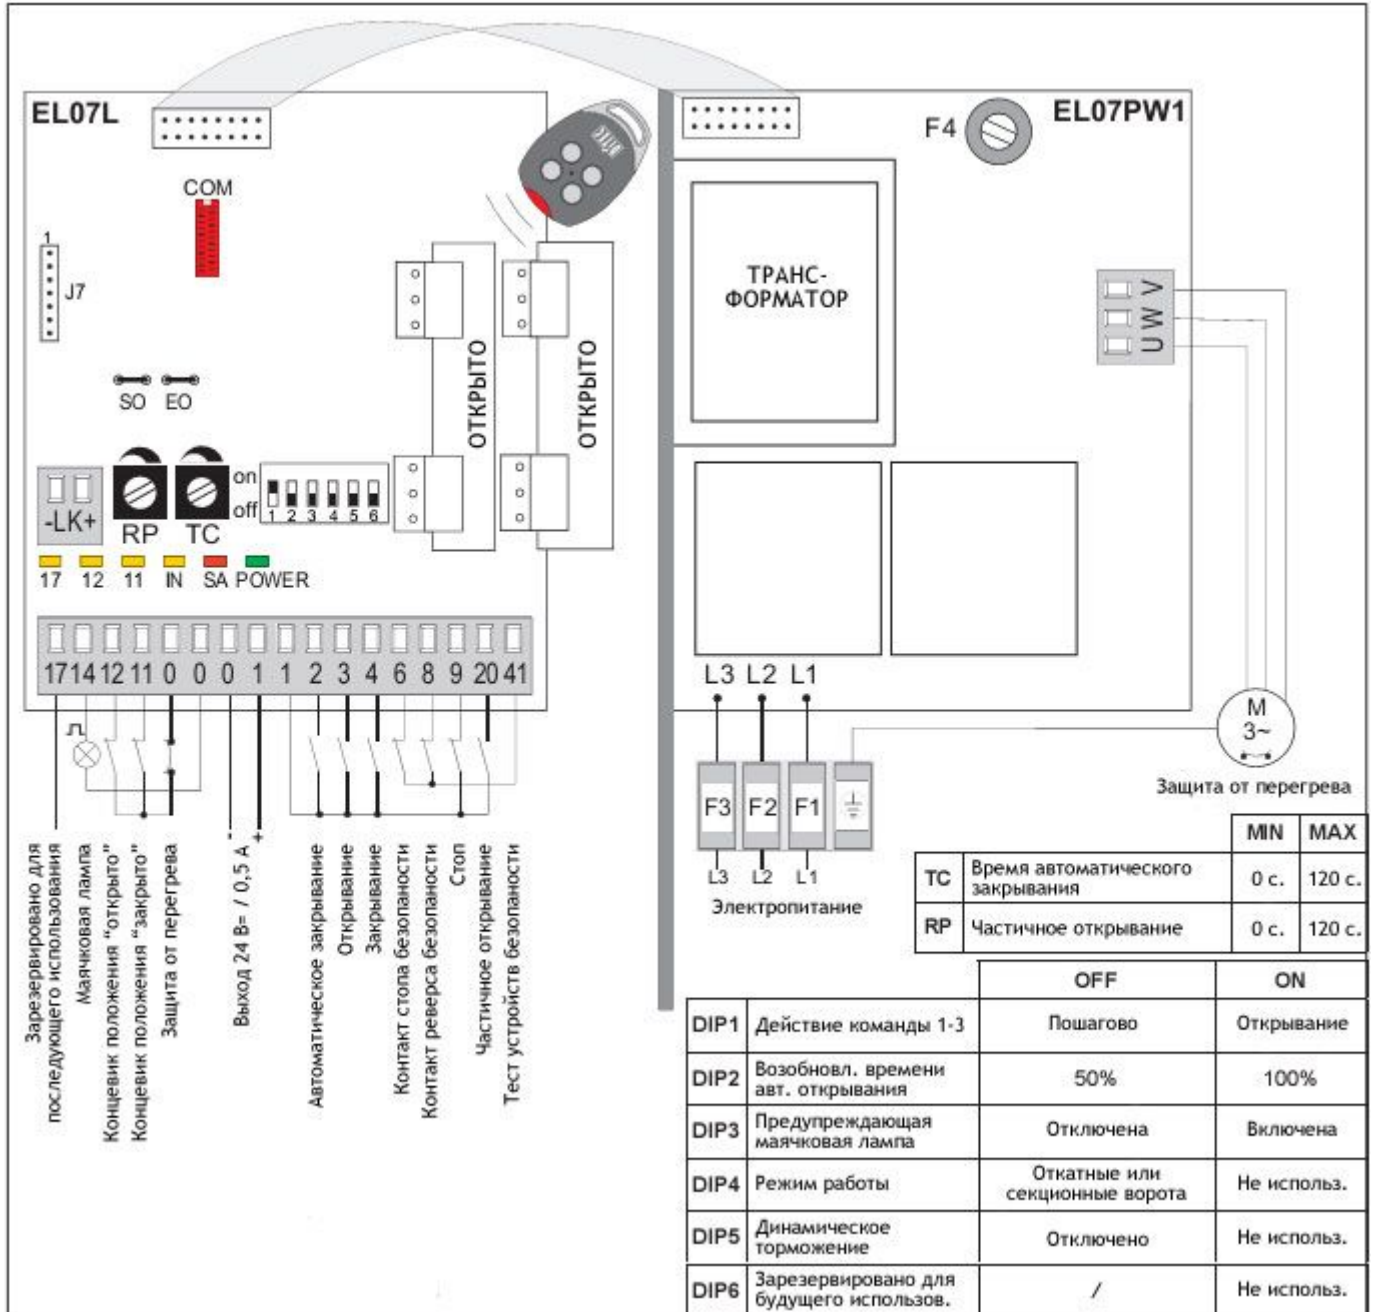 EL07L
EL07PW1
F4
COM
1
J7
ТРАНС-
ФОРМАТОР
V
W
U
ОТКРЫТО
ОТКРЫТО
SO EO
-LK+
RP
TC
on
off
1 2 3 4 5 6
17 12 11 IN SA POWER
17 14 12 11 0 0 0 1 1 2 3 4 6 8 9 20 41
L3 L2 L1
M
3~
F3 F2 F1
L3 L2 L1
Электропитание
Защита от перегрева
Зарезервировано для
последующего использования
Маячковая лампа
Концевик положения “открыто”
Концевик положения “закрыто”
Защита от перегрева
Выход 24 В= / 0,5 А
-
+
Автоматическое закрывание
Открывание
Закрывание
Контакт стопа безопаности
Контакт реверса безопаности
Стоп
Частичное открывание
Тест устройств безопаности
MIN MAX
TC Время автоматического
закрывания 0 с. 120 с.
RP Частичное открывание 0 с. 120 с.
OFF ON
DIP1 Действие команды 1-3 Пошагово Открывание
DIP2 Возобновл. времени
авт. открывания 50% 100%
DIP3 Предупреждающая
маячковая лампа Отключена Включена
DIP4 Режим работы Откатные или
секционные ворота Не использ.
DIP5 Динамическое
торможение Отключено Не использ.
DIP6 Зарезервировано для
будущего использов. / Не использ.